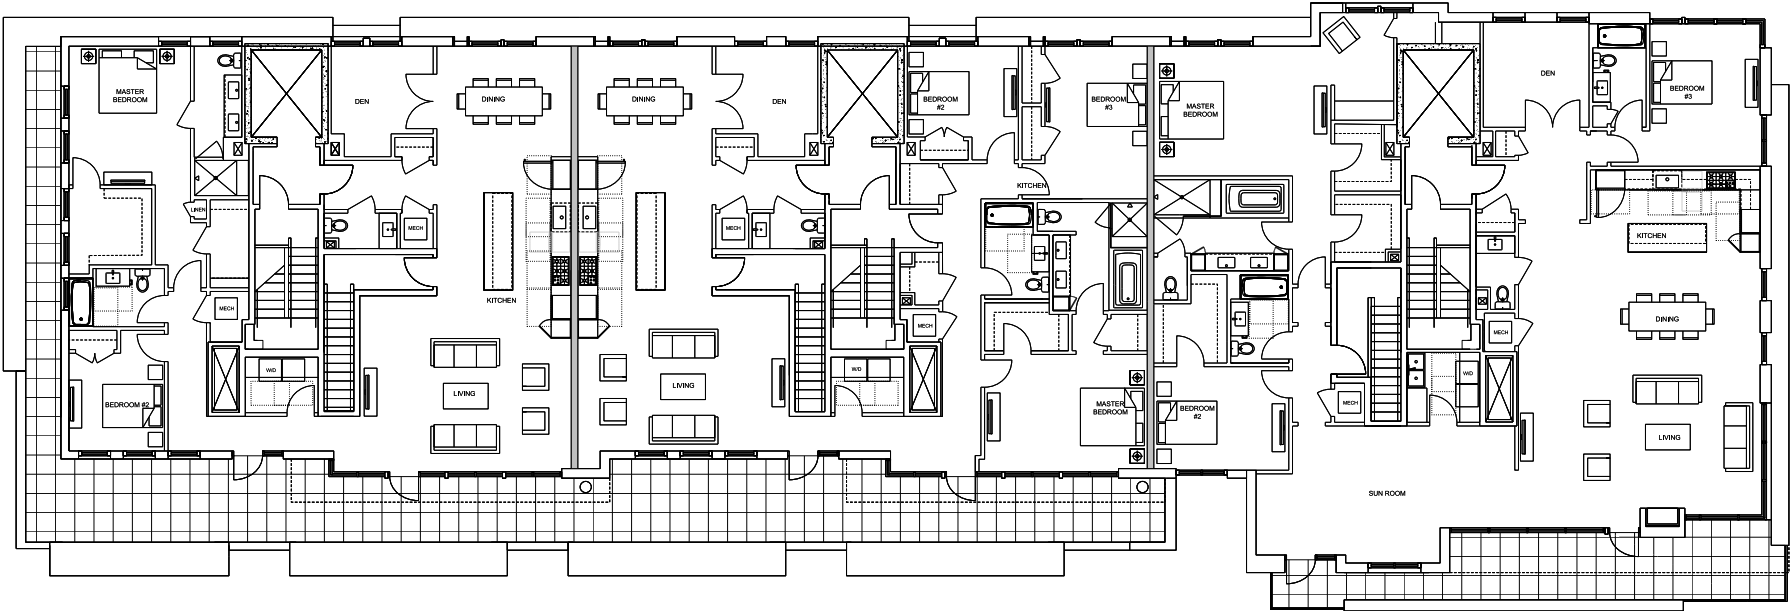 MASTER
BEDROOM
LINEN
MECH
BEDROOM #2
W/D
DEN
MECH
DINING
KITCHEN
LIVING
DINING
DEN
MECH
LIVING
W/D
MECH
BEDROOM
#2
KITCHEN
BEDROOM
#3
MASTER
BEDROOM
MASTER
BEDROOM
BEDROOM
#2
MECH
SUN ROOM
W/D
MECH
DEN
BEDROOM
#3
KITCHEN
DINING
LIVING